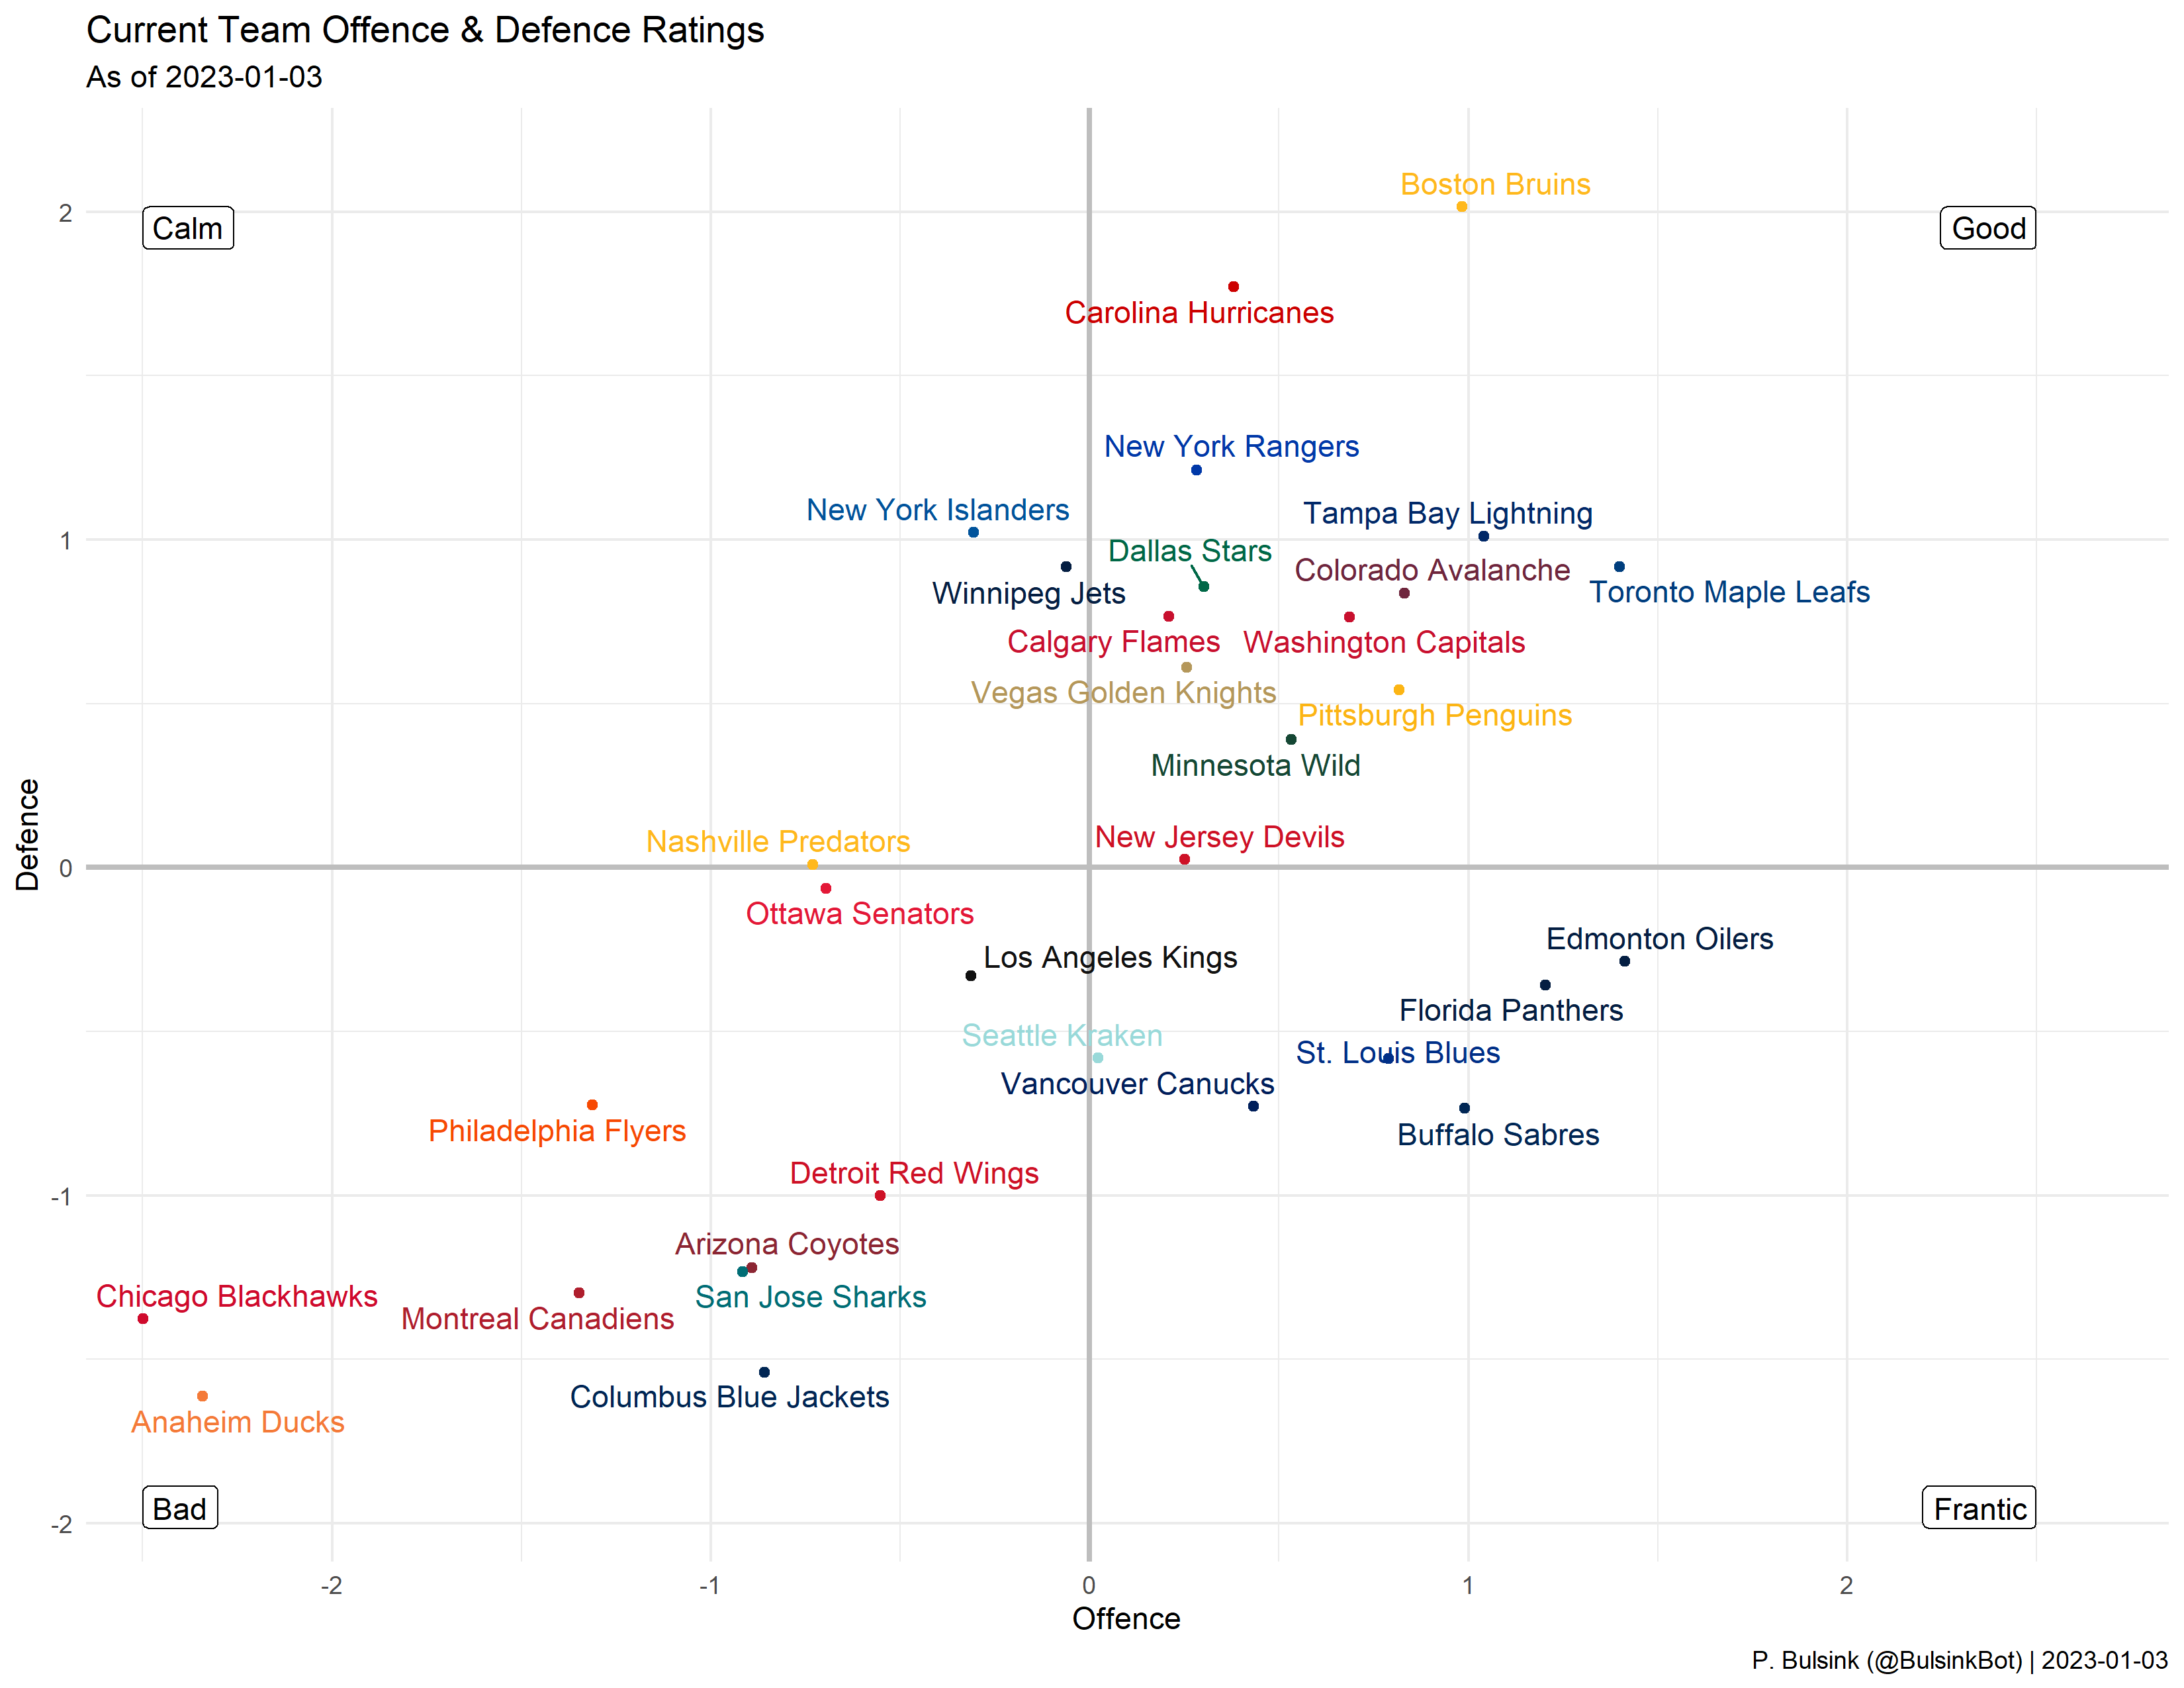 Current Team Offence & Defence Ratings
As of 2023-01-03
Boston Bruins
2
Calm
Good
Carolina Hurricanes
New York Rangers
New York Islanders
Tampa Bay Lightning
1
Dallas Stars
Colorado Avalanche
Winnipeg Jets
Toronto Maple Leafs
Calgary Flames
Washington Capitals
Vegas Golden Knights
Pittsburgh Penguins
Minnesota Wild
Defence
Nashville Predators
New Jersey Devils
0
Ottawa Senators
Edmonton Oilers
Los Angeles Kings
Florida Panthers
Seattle Kraken
St. Louis Blues
Vancouver Canucks
Philadelphia Flyers
Buffalo Sabres
Detroit Red Wings
-1
Arizona Coyotes
Chicago Blackhawks
San Jose Sharks
Montreal Canadiens
Columbus Blue Jackets
Anaheim Ducks
Bad
Frantic
-2
-2 -1 0 1 2
Offence
P. Bulsink (@BulsinkBot) | 2023-01-03